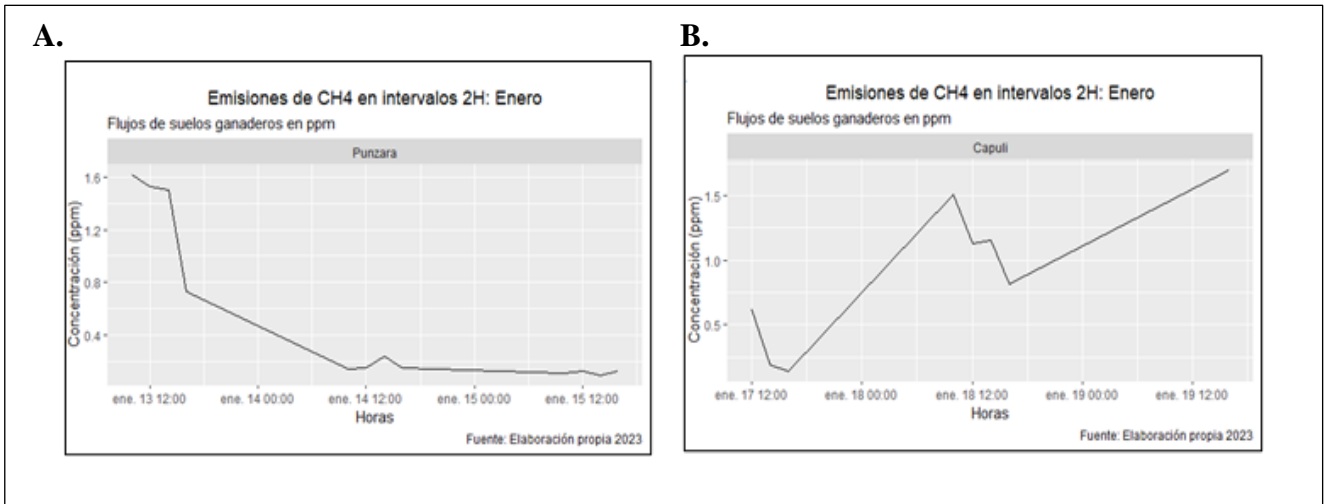 A.
Emisiones de CH4 en intervalos 2H: Enero
Flujos de suelos ganaderos en ppm
Punzara
Concentración (ppm)
1.6
1.2
0.8
0.4
ene. 13 12:00
ene. 14 00:00
ene. 14 12:00
ene. 15 00:00
ene. 15 12:00
Horas
Fuente: Elaboración propia 2023
B.
Emisiones de CH4 en intervalos 2H: Enero
Flujos de suelos ganaderos en ppm
Capuli
Concentración (ppm)
1.5
1.0
0.5
ene. 17 12:00
ene. 18 00:00
ene. 18 12:00
ene. 19 00:00
ene. 19 12:00
Horas
Fuente: Elaboración propia 2023